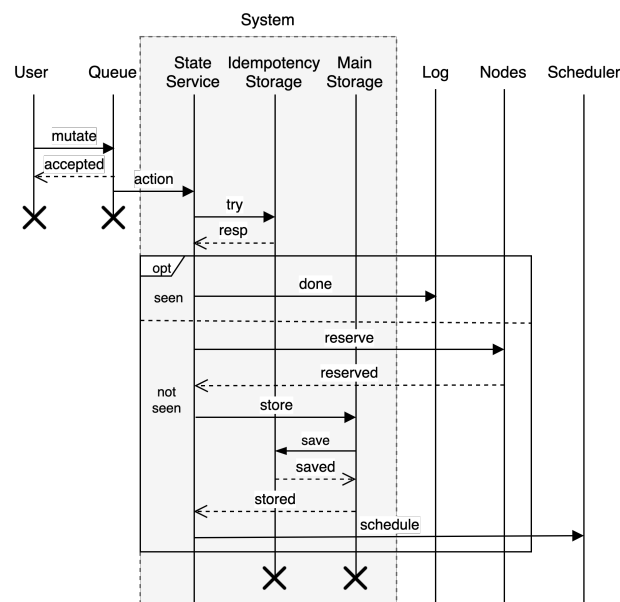 System
User
Queue
State
Service
Idempotency
Storage
Main
Storage
Log
Nodes
Scheduler
mutate
accepted
action
try
resp
opt
seen
done
reserve
reserved
not
seen
store
save
saved
stored
schedule